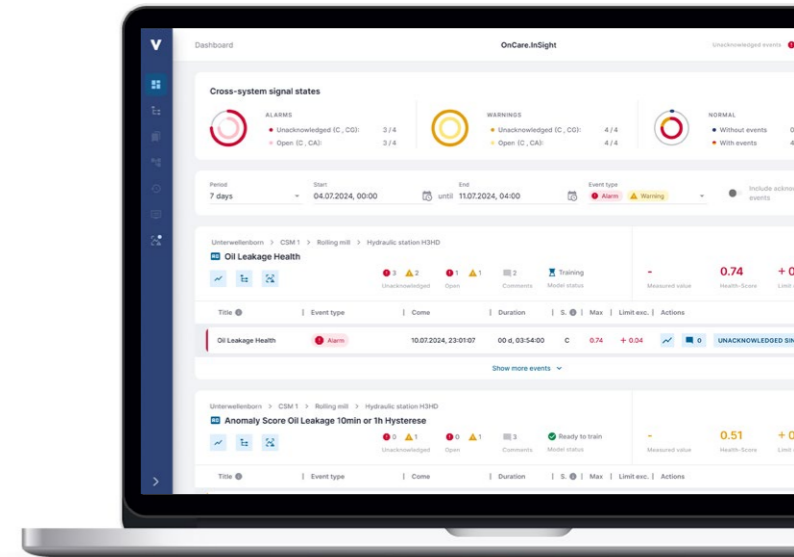 V
Dashboard
OnCare.InSight
Unacknowledged events
Cross-system signal states
ALARMS
Unacknowledged (C , CG): 3 / 4
Open (C , CA): 3 / 4
WARNINGS
Unacknowledged (C , CG): 4 / 4
Open (C , CA): 4 / 4
NORMAL
Without events 0
With events 4
Period
7 days
Start
04.07.2024, 00:00
until
End
11.07.2024, 04:00
Event type
Alarm Warning
Include
events
Unterwellenborn > CSM 1 > Rolling mill > Hydraulic station H3HD
Oil Leakage Health
3 2 1 1 2 Training - 0.74 + 0
Unacknowledged Open Comments Model status Measured value Health-Score Limit
Title | Event type | Come | Duration | S. | Max | Limit exc. | Actions
Oil Leakage Health Alarm 10.07.2024, 23:01:07 00 d, 03:54:00 C 0.74 + 0.04 0 UNACKNOWLEDGED SIN
Show more events
Unterwellenborn > CSM 1 > Rolling mill > Hydraulic station H3HD
Anomaly Score Oil Leakage 10min or 1h Hysterese
0 1 0 1 3 Ready to train - 0.51 + 0
Unacknowledged Open Comments Model status Measured value Health-Score Limit
Title | Event type | Come | Duration | S. | Max | Limit exc. | Actions